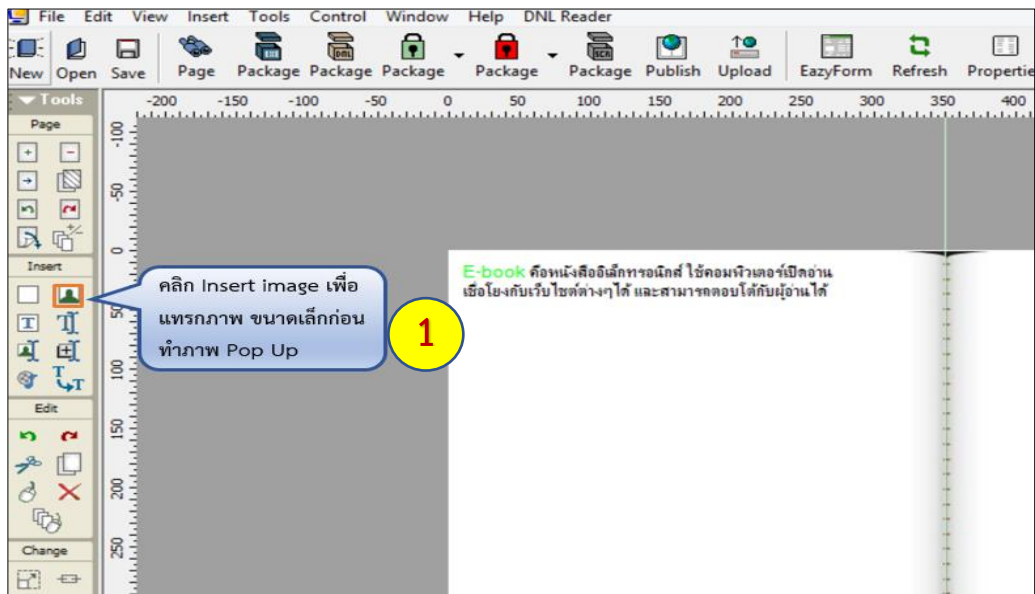 File Edit View Insert Tools Control Window Help DNL Reader
New Open Save Page Package Package Package Package Package Publish Upload EazyForm Refresh Propertie
Tools
-200 -150 -100 -50 0 50 100 150 200 250 300 350 400
Page
-100
-50
0
Insert
50
100
Edit
150
200
Change
250
คลิก Insert image เพื่อ
แทรกภาพ ขนาดเล็กก่อน
ทำภาพ Pop Up
1
E-book คือหนังสืออิเล็กทรอนิกส์ ใช้คอมพิวเตอร์เปิดอ่าน
เชื่อโยงกับเว็บไซต์ต่างๆได้ และสามารถตอบโต้กับผู้อ่านได้